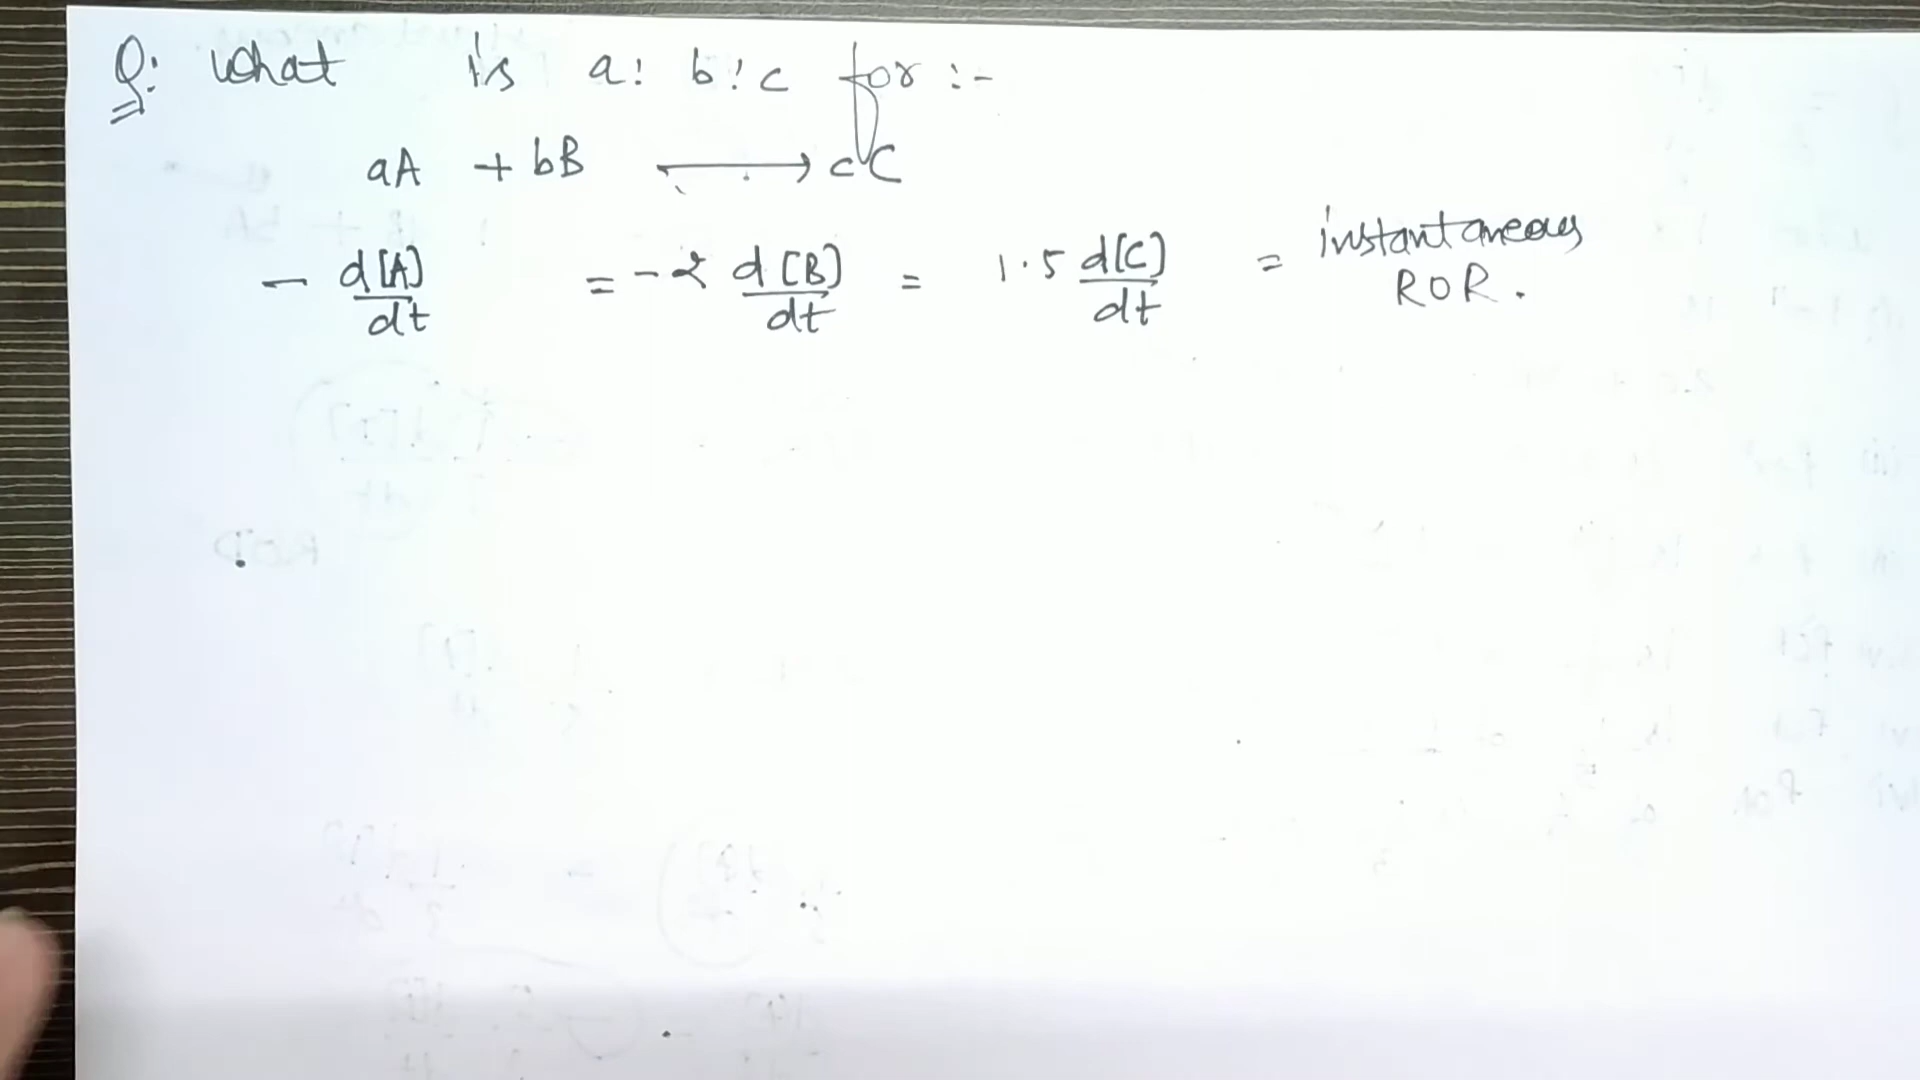 Q: what is a: b: c for :-
aA + bB ⟶ cC
- d[A]/dt = -2 d[B]/dt = 1.5 d[C]/dt = instantaneous ROR.